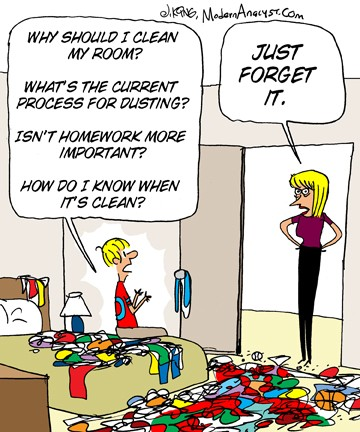 J.KING, ModernAnalyst.Com
WHY SHOULD I CLEAN
MY ROOM?
WHAT'S THE CURRENT
PROCESS FOR DUSTING?
ISN'T HOMEWORK MORE
IMPORTANT?
HOW DO I KNOW WHEN
IT'S CLEAN?
JUST
FORGET
IT.